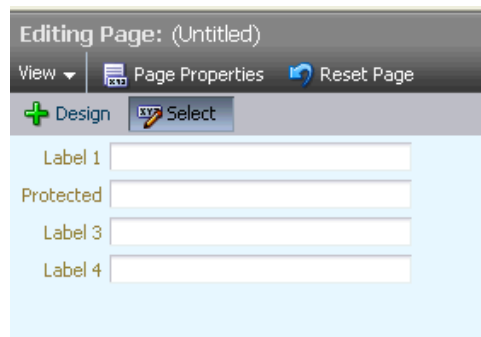 Editing Page: (Untitled)
View Page Properties Reset Page
Design Select
Label 1
Protected
Label 3
Label 4